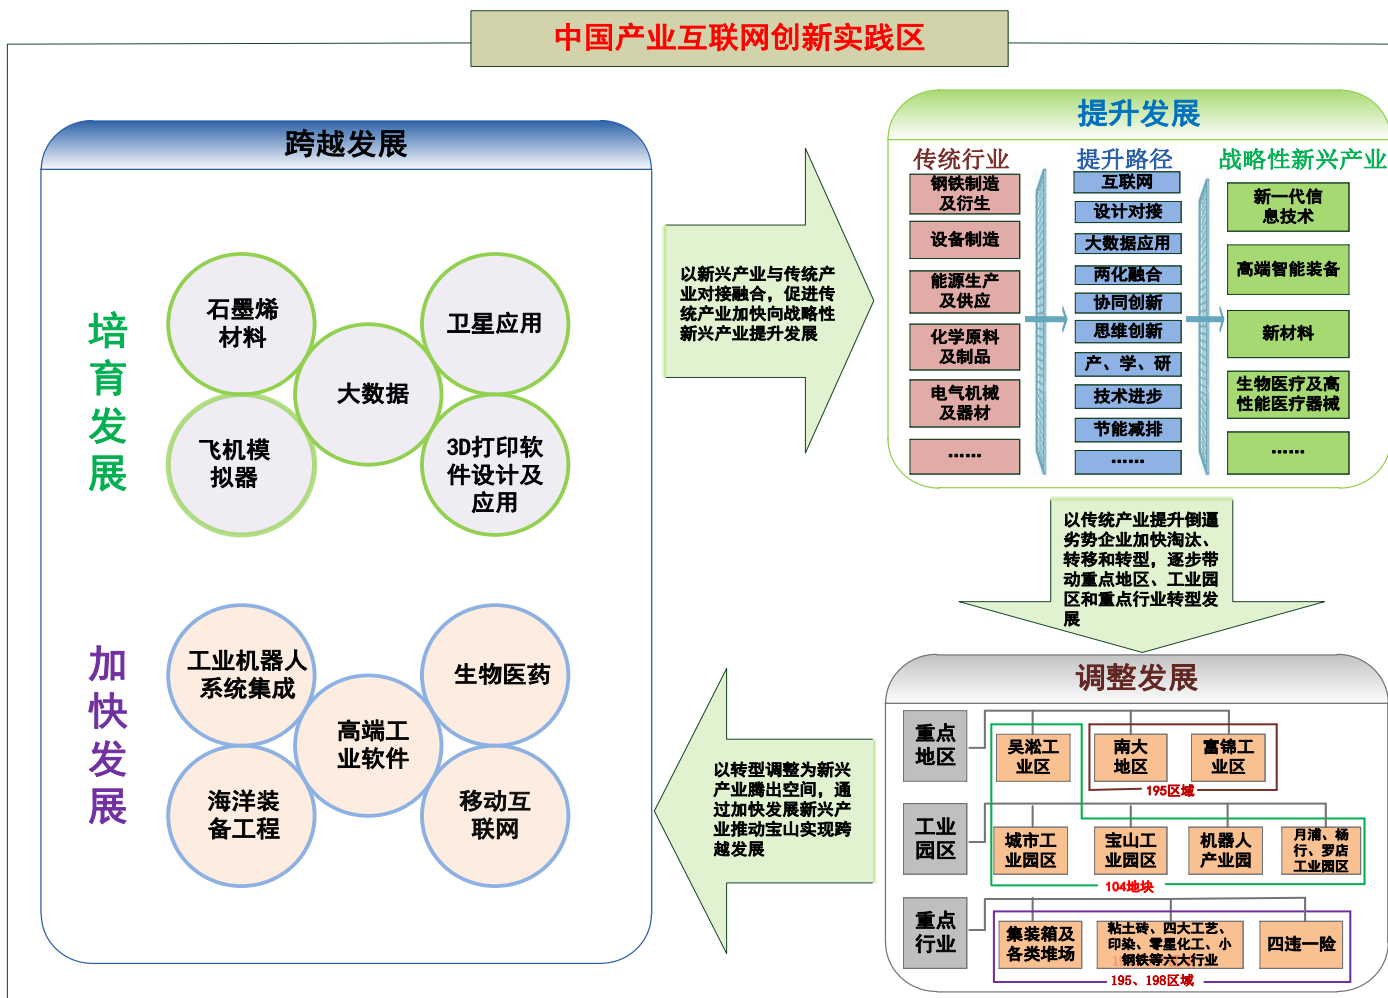 中国产业互联网创新实践区
跨越发展
培育发展
石墨烯
材料
卫星应用
大数据
飞机模
拟器
3D打印软
件设计及
应用
加快发展
工业机器人
系统集成
生物医药
高端工
业软件
海洋装
备工程
移动互
联网
以新兴产业与传统产
业对接融合，促进传
统产业加快向战略性
新兴产业提升发展
提升发展
传统行业
钢铁制造
及衍生
设备制造
能源生产
及供应
化学原料
及制品
电气机械
及器材
……
提升路径
互联网
设计对接
大数据应用
两化融合
协同创新
思维创新
产、学、研
技术进步
节能减排
……
战略性新兴产业
新一代信
息技术
高端智能装备
新材料
生物医疗及高
性能医疗器械
……
以传统产业提升倒逼
劣势企业加快淘汰、
转移和转型，逐步带
动重点地区、工业园
区和重点行业转型发
展
调整发展
重点
地区
吴淞工
业区
南大
地区
富锦工
业区
195区域
工业
园区
城市工
业园区
宝山工
业园区
机器人
产业园
月浦、杨
行、罗店
工业园区
104地块
重点
行业
集装箱及
各类堆场
粘土砖、四大工艺、
印染、零星化工、小
钢铁等六大行业
四违一险
195、198区域
以转型调整为新兴
产业腾出空间，通
过加快发展新兴产
业推动宝山实现跨
越发展